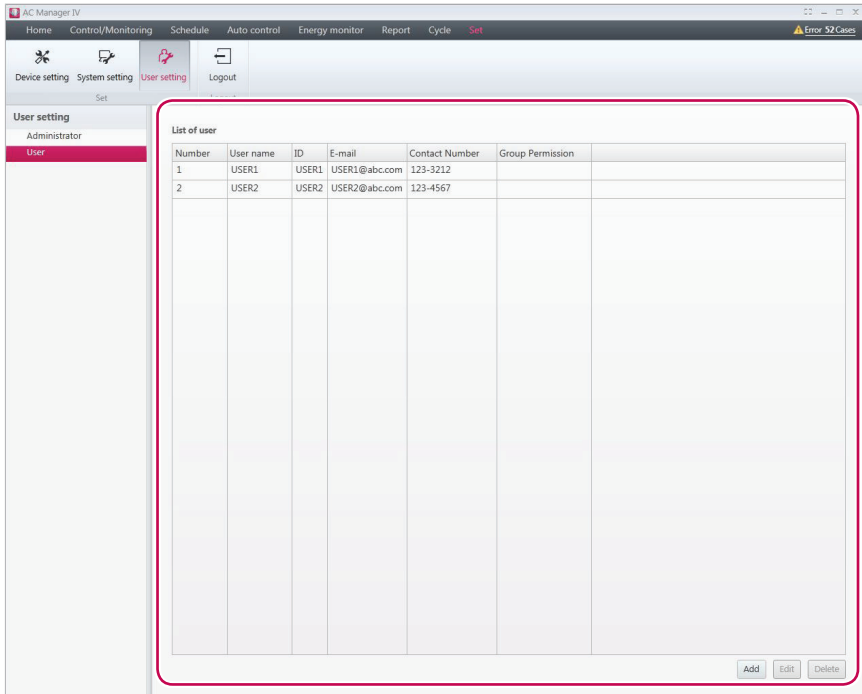 AC Manager IV
Home Control/Monitoring Schedule Auto control Energy monitor Report Cycle Set Error 52 Cases
Device setting System setting User setting Logout
Set
User setting
Administrator
User
List of user
Number User name ID E-mail Contact Number Group Permission
1 USER1 USER1 USER1@abc.com 123-3212
2 USER2 USER2 USER2@abc.com 123-4567
Add Edit Delete